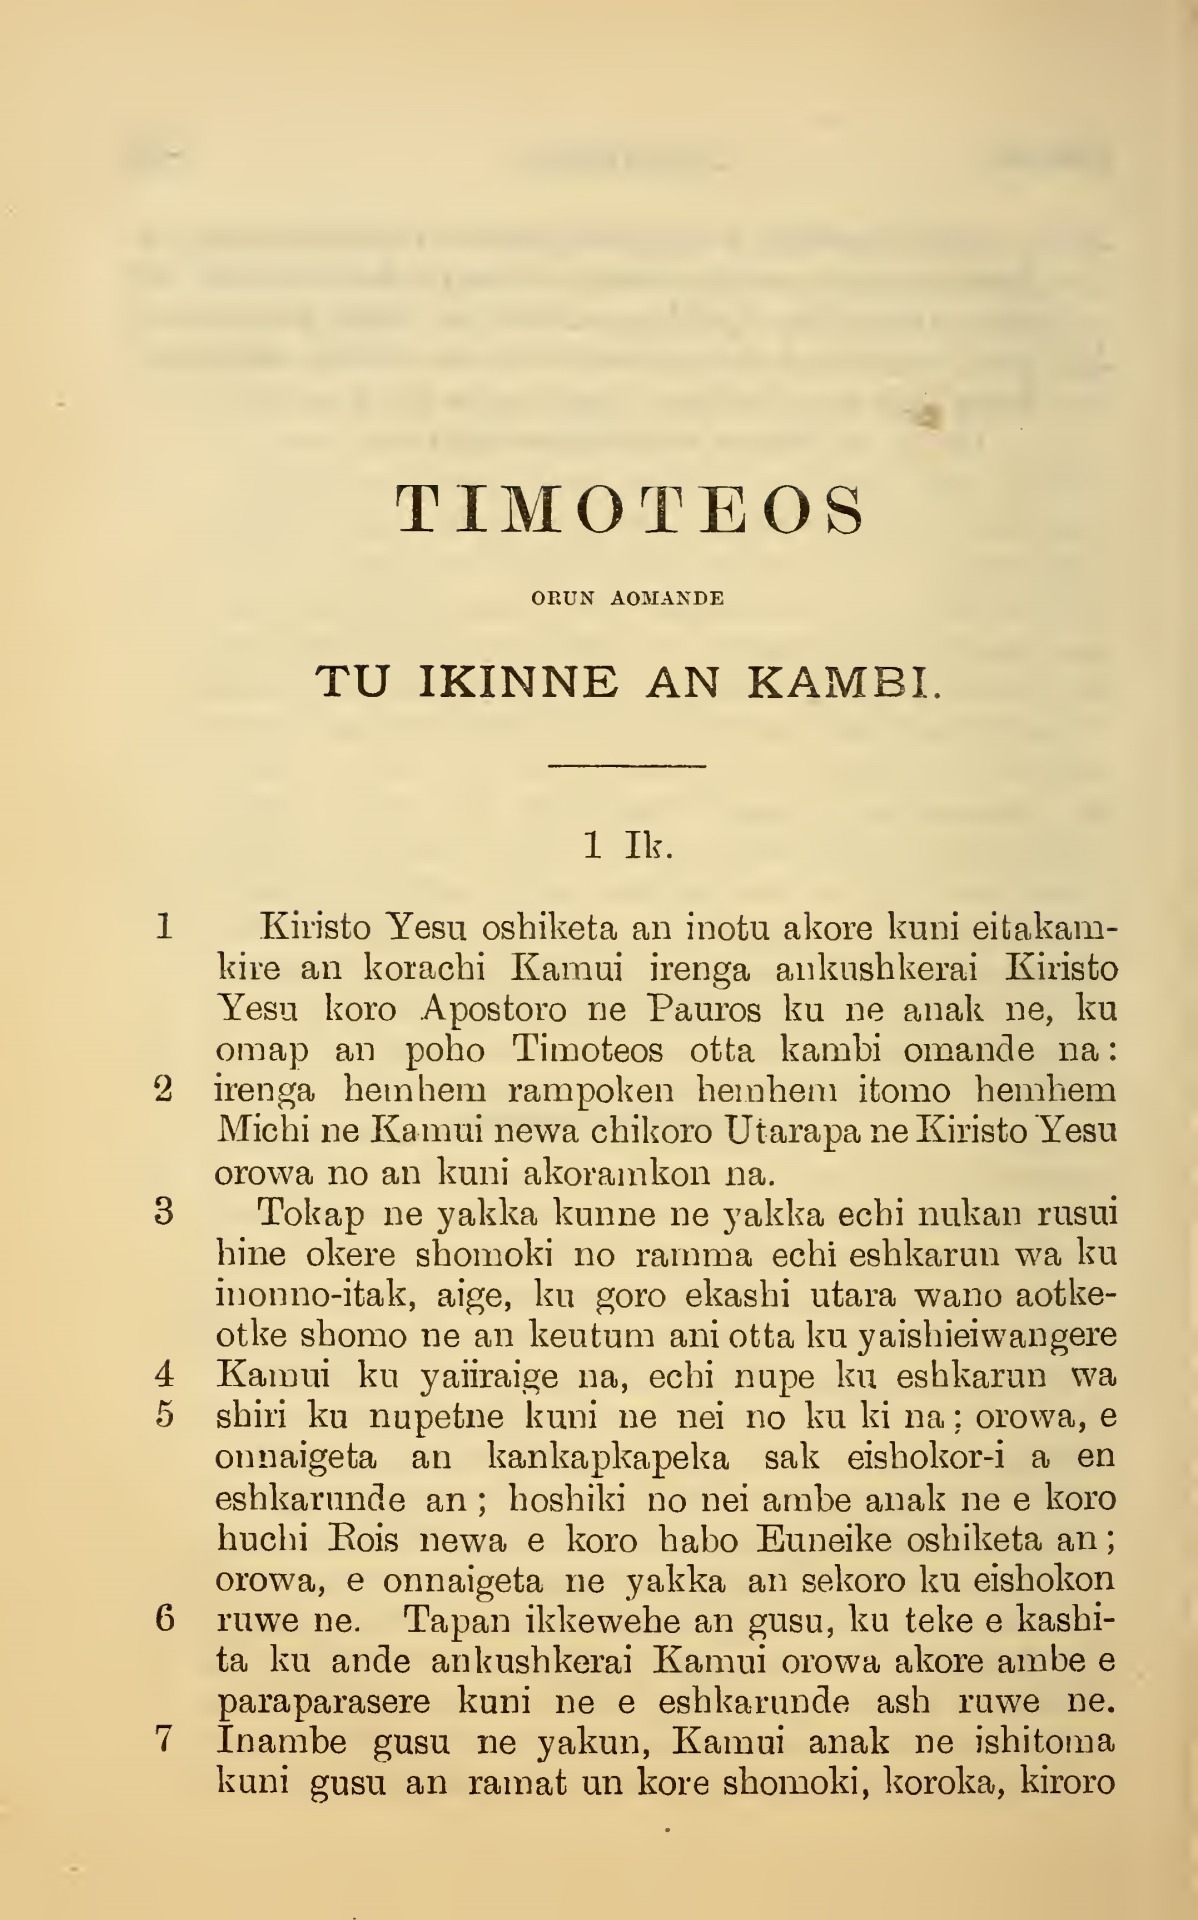 TIMOTEOS
ORUN AOMANDE
TU IKINNE AN KAMBI.
1 Ik.
1 Kiristo Yesu oshiketa an inotu akore kuni eitakam-
kire an korachi Kamui irenga ankushkerai Kiristo
Yesu koro Apostoro ne Pauros ku ne anak ne, ku
omap an poho Timoteos otta kambi omande na:
2 irenga hemhem rampoken hemhem itomo hemhem
Michi ne Kamui newa chikoro Utarapa ne Kiristo Yesu
orowa no an kuni akoramkon na.
3 Tokap ne yakka kunne ne yakka echi nukan rusui
hine okere shomoki no ramma echi eshkarun wa ku
inonno-itak, aige, ku goro ekashi utara wano aotke-
otke shomo ne an keutum ani otta ku yaishieiwangere
4 Kamui ku yaiiraige na, echi nupe ku eshkarun wa
5 shiri ku nupetne kuni ne nei no ku ki na; orowa, e
onnaigeta an kankapkapeka sak eishokor-i a en
eshkarunde an; hoshiki no nei ambe anak ne e koro
huchi Rois newa e koro habo Euneike oshiketa an;
orowa, e onnaigeta ne yakka an sekoro ku eishokon
6 ruwe ne. Tapan ikkewehe an gusu, ku teke e kashi-
ta ku ande ankushkerai Kamui orowa akore ambe e
paraparasere kuni ne e eshkarunde ash ruwe ne.
7 Inambe gusu ne yakun, Kamui anak ne ishitoma
kuni gusu an ramat un kore shomoki, koroka, kiroro